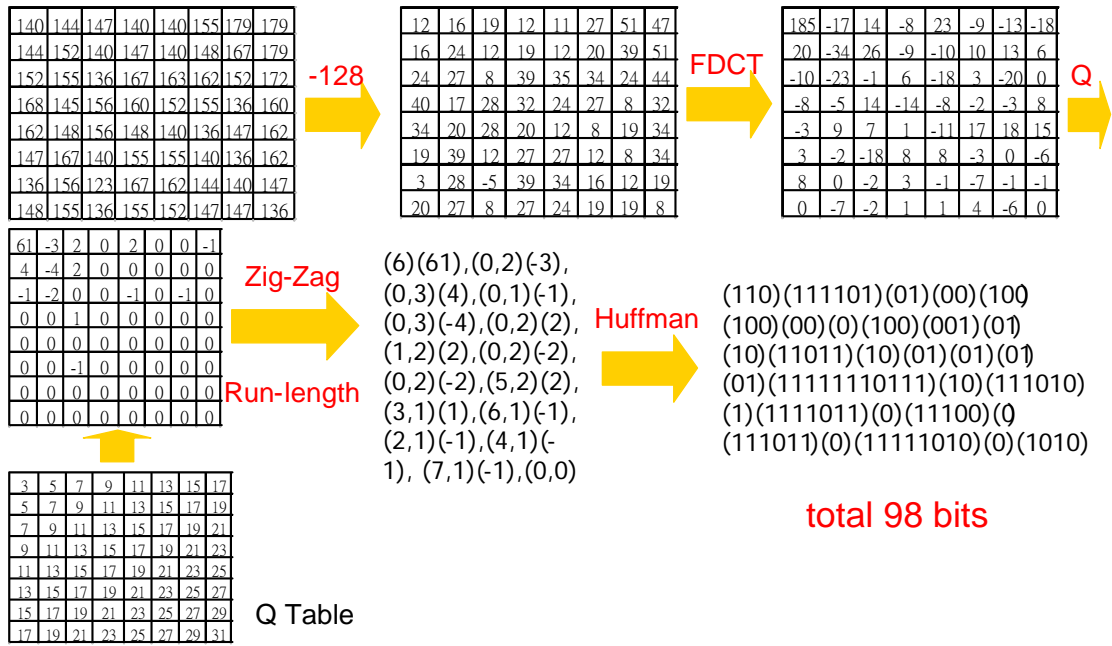 140 144 147 140 140 155 179 179
144 152 140 147 140 148 167 179
152 155 136 167 163 162 152 172
168 145 156 160 152 155 136 160
162 148 156 148 140 136 147 162
147 167 140 155 155 140 136 162
136 156 123 167 162 144 140 147
148 155 136 155 152 147 147 136
-128
12 16 19 12 11 27 51 47
16 24 12 19 12 20 39 51
24 27 8 39 35 34 24 44
40 17 28 32 24 27 8 32
34 20 28 20 12 8 19 34
19 39 12 27 27 12 8 34
3 28 -5 39 34 16 12 19
20 27 8 27 24 19 19 8
FDCT
185 -17 14 -8 23 -9 -13 -18
20 -34 26 -9 -10 10 13 6
-10 -23 -1 6 -18 3 -20 0
-8 -5 14 -14 -8 -2 -3 8
-3 9 7 1 -11 17 18 15
3 -2 -18 8 8 -3 0 -6
8 0 -2 3 -1 -7 -1 -1
0 -7 -2 1 1 4 -6 0
Q
61 -3 2 0 2 0 0 -1
4 -4 2 0 0 0 0 0
-1 -2 0 0 -1 0 -1 0
0 0 1 0 0 0 0 0
0 0 0 0 0 0 0 0
0 0 -1 0 0 0 0 0
0 0 0 0 0 0 0 0
0 0 0 0 0 0 0 0
Zig-Zag
Run-length
(6)(61),(0,2)(-3),
(0,3)(4),(0,1)(-1),
(0,3)(-4),(0,2)(2),
(1,2)(2),(0,2)(-2),
(0,2)(-2),(5,2)(2),
(3,1)(1),(6,1)(-1),
(2,1)(-1),(4,1)(-
1), (7,1)(-1),(0,0)
Huffman
(110)(111101)(01)(00)(100)
(100)(00)(0)(100)(001)(01)
(10)(11011)(10)(01)(01)(01)
(01)(11111110111)(10)(111010)
(1)(1111011)(0)(11100)(0)
(111011)(0)(11111010)(0)(1010)
total 98 bits
3 5 7 9 11 13 15 17
5 7 9 11 13 15 17 19
7 9 11 13 15 17 19 21
9 11 13 15 17 19 21 23
11 13 15 17 19 21 23 25
13 15 17 19 21 23 25 27
15 17 19 21 23 25 27 29
17 19 21 23 25 27 29 31
Q Table